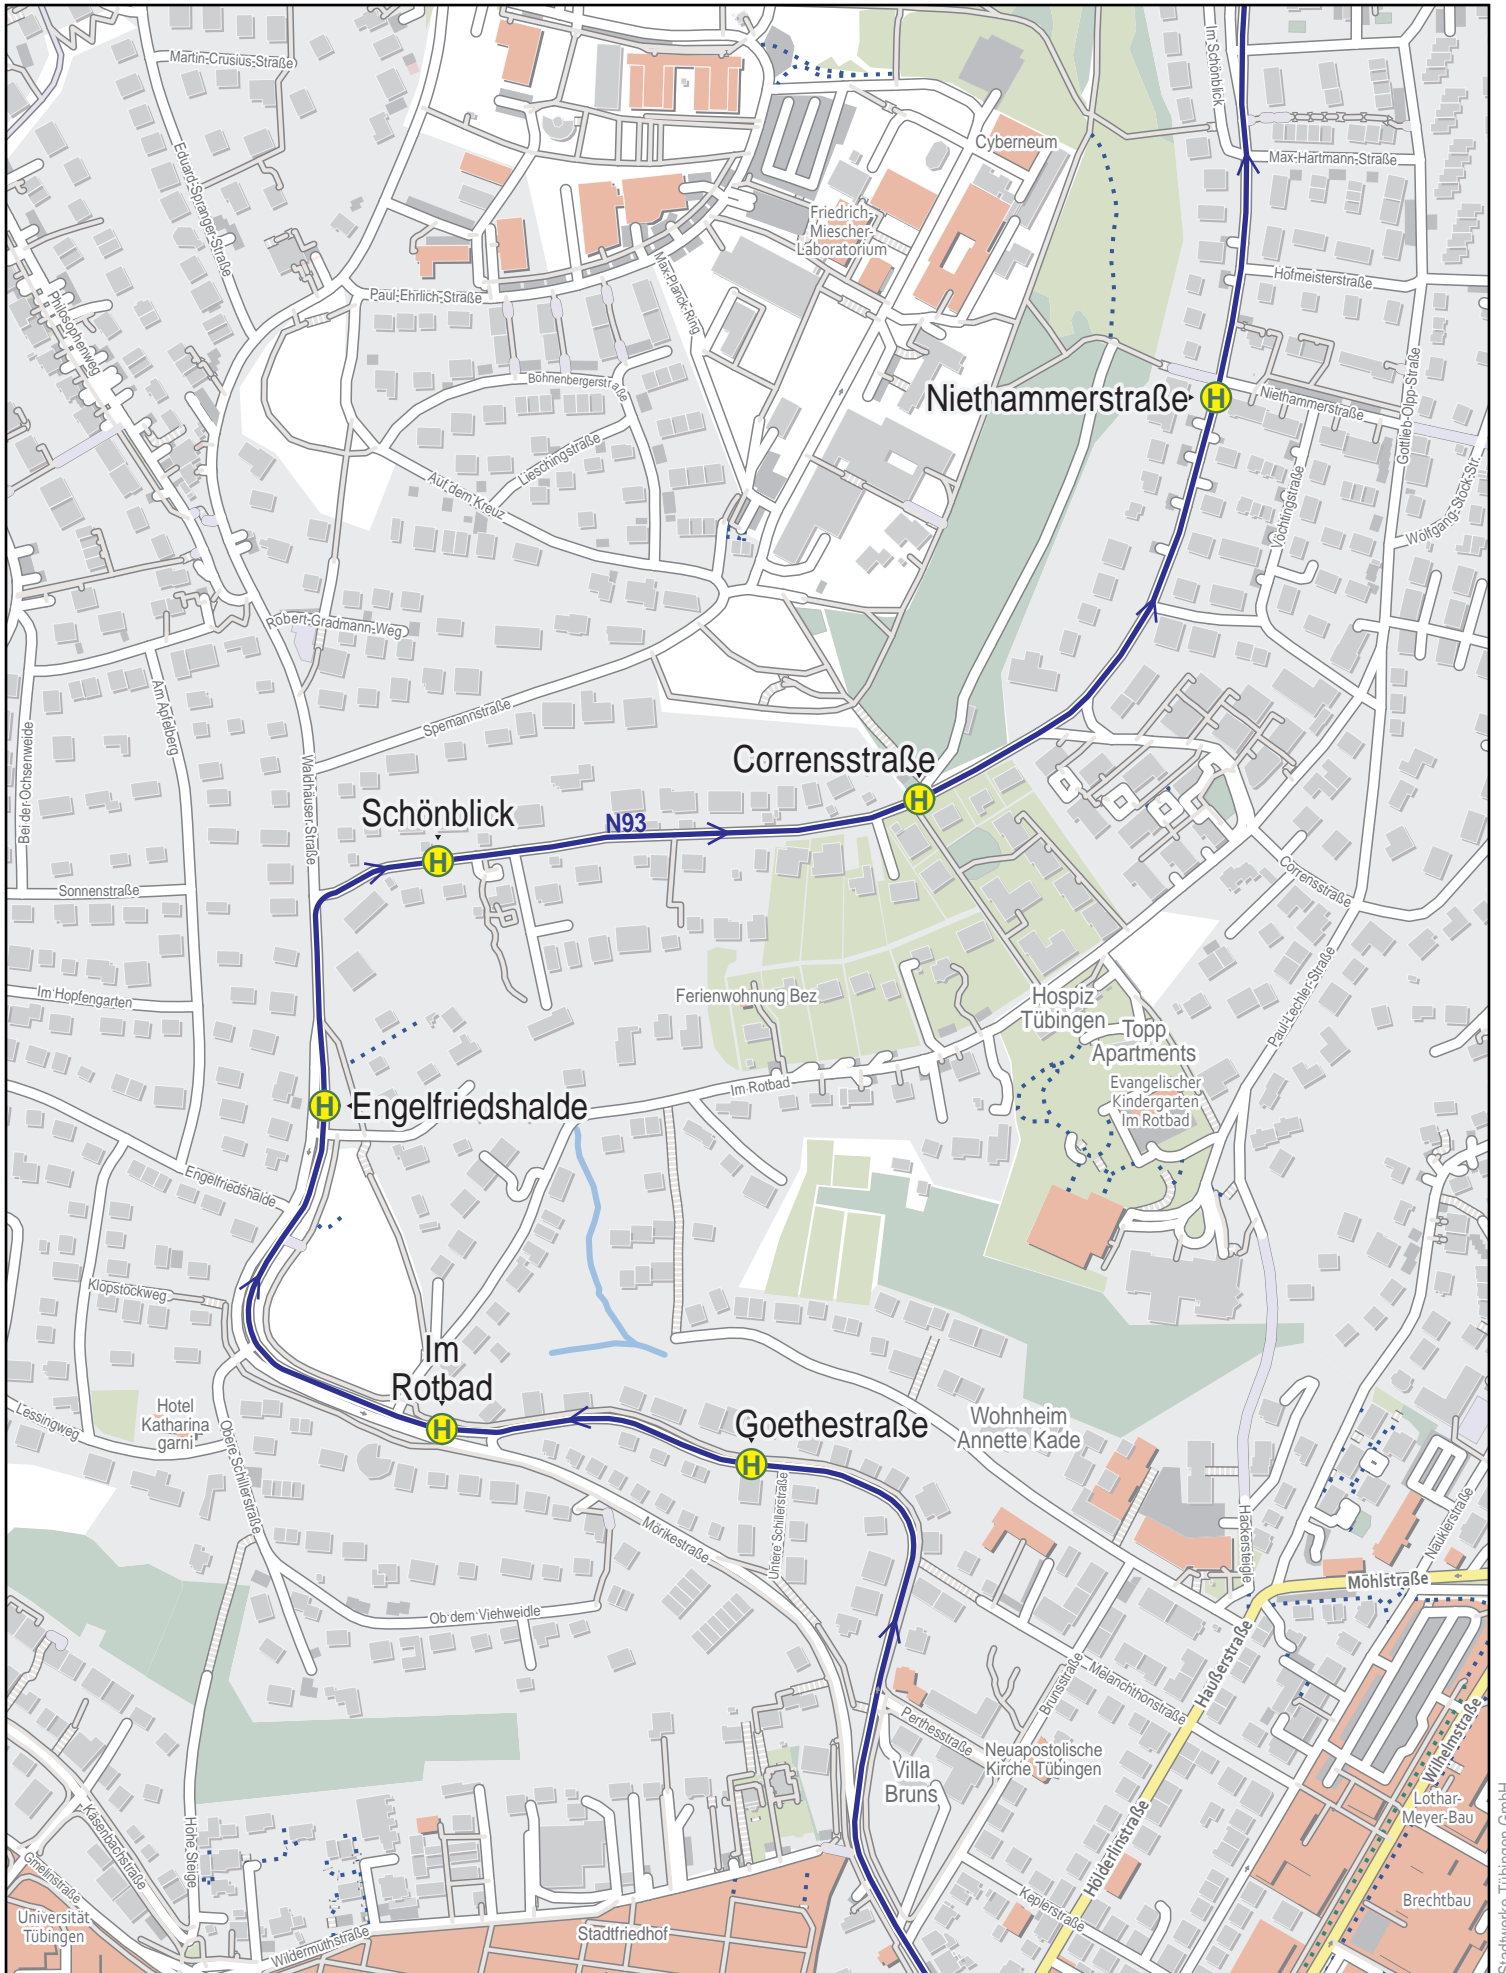 Martin-Crusius-Straße
Im Schönblick
Eduard-Spranger-Straße
Cyberneum
Max-Hartmann-Straße
Friedrich-
Miescher-
Laboratorium
Hofmeisterstraße
Philosophenweg
Paul-Ehrlich-Straße
Max-Planck-Ring
Bohnenbergerstraße
Niethammerstraße
H
Niethammerstraße
Gottlieb-Olpp-Straße
Lieschingstraße
Auf dem Kreuz
Vöchtingstraße
Wolfgang-Stock-Str.
Robert-Gradmann-Weg
Am Apfelberg
Spemannstraße
Bei der Ochsenweide
Waldhäuser Straße
Corrensstraße
H
Schönblick
H
N93
Sonnenstraße
Corrensstraße
Im Hopfengarten
Ferienwohnung Bez
Hospiz
Tübingen
Topp
Apartments
Paul-Lechler-Straße
Evangelischer
Kindergarten
Im Rotbad
Im Rotbad
H
Engelfriedshalde
Engelfriedshalde
Klopstockweg
Im
Rotbad
H
Hotel
Katharina
garni
Lessingweg
Obere Schillerstraße
Goethestraße
H
Wohnheim
Annette Kade
Untere Schillerstraße
Mörikestraße
Hackersteigle
Nauklerstraße
Mohlstraße
Ob dem Viehweidle
Haußerstraße
Melanchthonstraße
Brunsstraße
Perthesstraße
Neuapostolische
Kirche Tübingen
Villa
Bruns
Wilhelmstraße
Lothar-
Meyer-Bau
Hölderlinstraße
Käsenbachstraße
Hohe Steige
Gmelinstraße
Keplerstraße
Brechtbau
Universität
Tübingen
Wildermuthstraße
Stadtfriedhof
Stadtwerke Tübingen GmbH